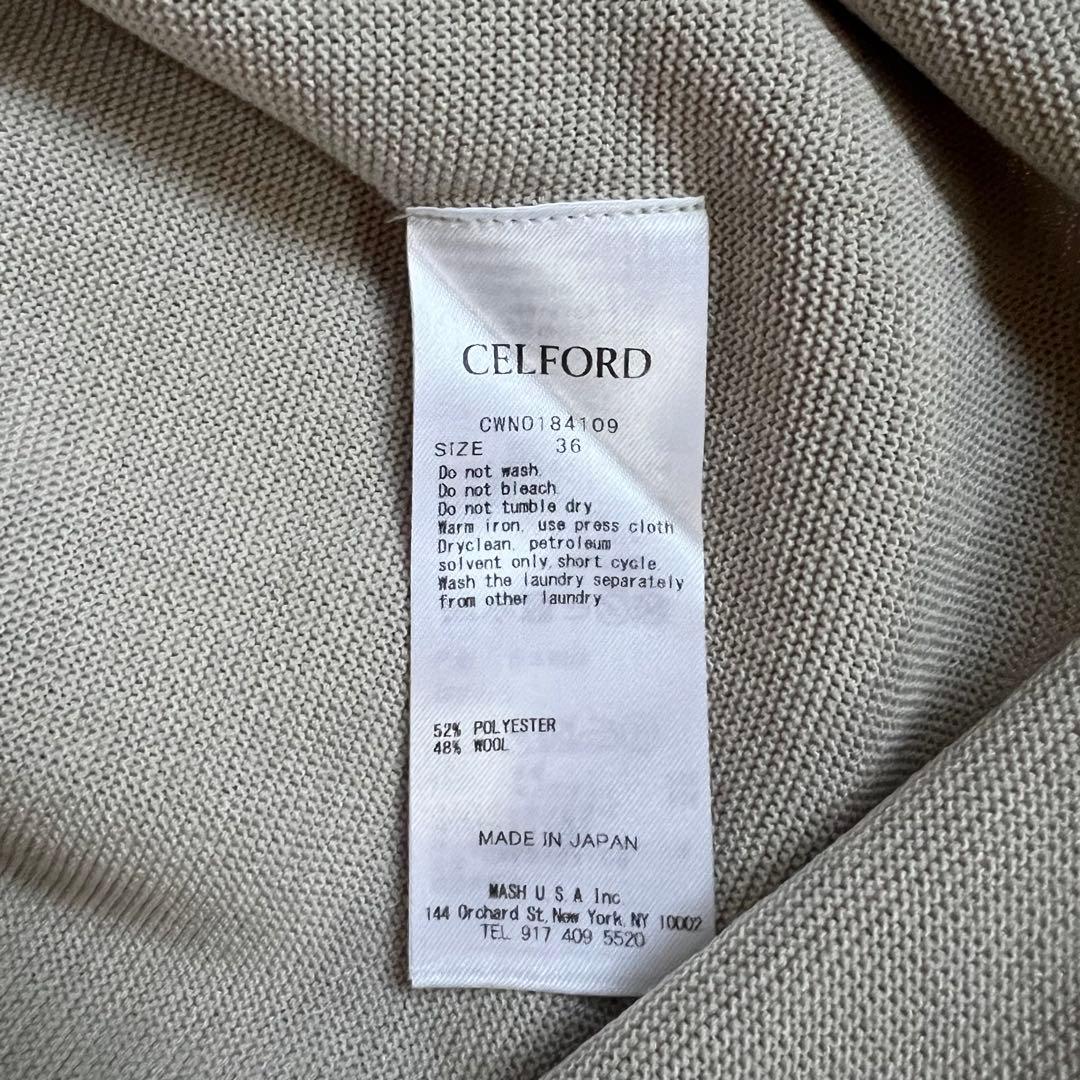 CELFORD
CWNO184109
SIZE 36
Do not wash.
Do not bleach.
Do not tumble dry
Warm iron, use press cloth
Dryclean, petroleum
solvent only, short cycle.
Wash the laundry separately
from other laundry
52% POLYESTER
48% WOOL
MADE IN JAPAN
MASH U.S.A Inc
144 Orchard St, New York, NY 10002
TEL 917 409 5520